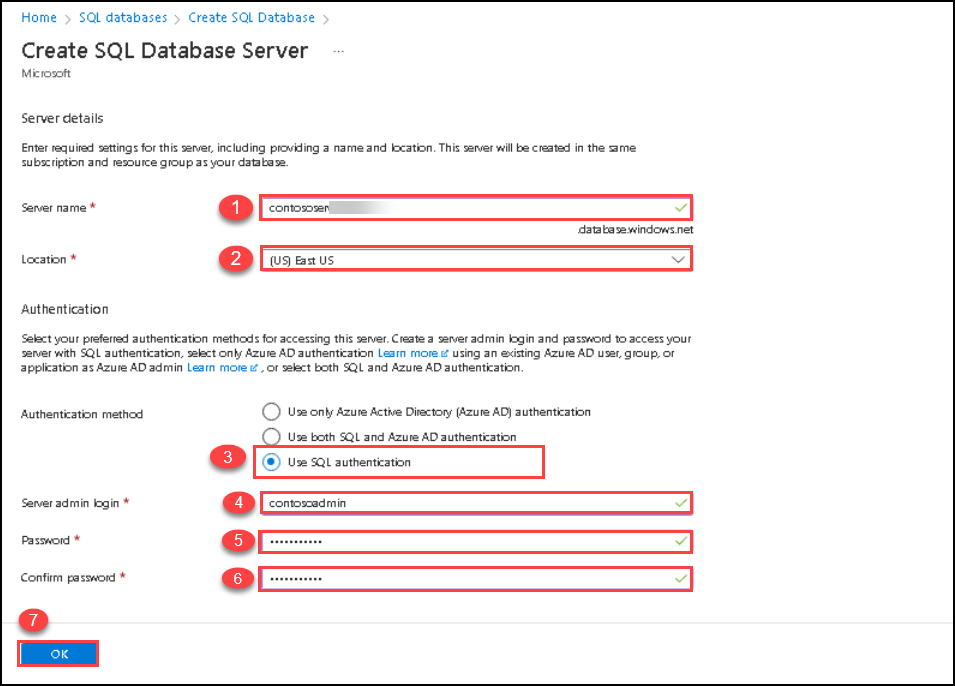 Home > SQL databases > Create SQL Database >
Create SQL Database Server ...
Microsoft
Server details
Enter required settings for this server, including providing a name and location. This server will be created in the same
subscription and resource group as your database.
Server name *
1
contososer
.database.windows.net
Location *
2
(US) East US
Authentication
Select your preferred authentication methods for accessing this server. Create a server admin login and password to access your
server with SQL authentication, select only Azure AD authentication Learn more using an existing Azure AD user, group, or
application as Azure AD admin Learn more , or select both SQL and Azure AD authentication.
Authentication method
Use only Azure Active Directory (Azure AD) authentication
Use both SQL and Azure AD authentication
3
Use SQL authentication
Server admin login *
4
contosoadmin
Password *
5
•••••••••••
Confirm password *
6
•••••••••••
7
OK